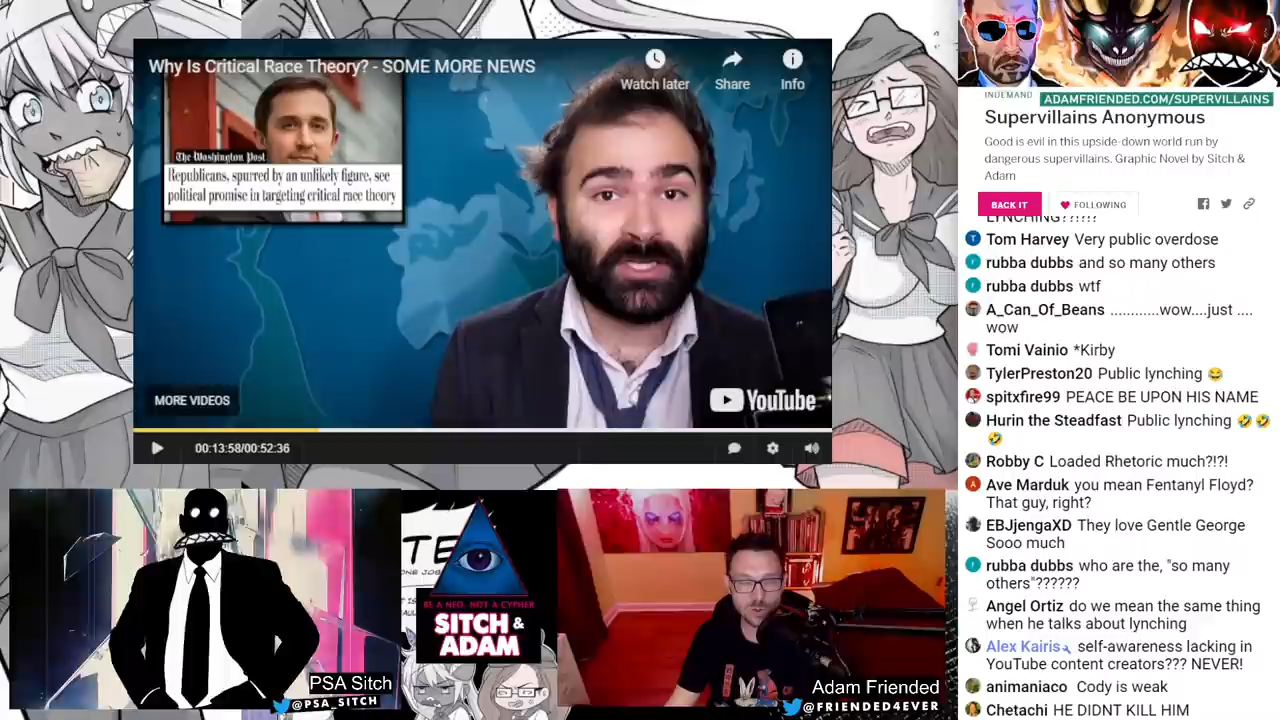 Why Is Critical Race Theory? - SOME MORE NEWS
Watch later
Share
Info
The Washington Post
Republicans, spurred by an unlikely figure, see
political promise in targeting critical race theory
MORE VIDEOS
YouTube
00:13:58/00:52:36
BE A NEO, NOT A CYPHER
SITCH &
ADAM
PSA Sitch
@PSA_SITCH
Adam Friended
@FRIENDED4EVER
INDEMAND
ADAMFRIENDED.COM/SUPERVILLAINS
Supervillains Anonymous
Good is evil in this upside-down world run by
dangerous supervillains. Graphic Novel by Sitch &
Adam
BACK IT
FOLLOWING
LYNCHING?????
Tom Harvey Very public overdose
rubba dubbs and so many others
rubba dubbs wtf
A_Can_Of_Beans ............wow....just ....
wow
Tomi Vainio *Kirby
TylerPreston20 Public lynching 😂
spitxfire99 PEACE BE UPON HIS NAME
Hurin the Steadfast Public lynching 🤣🤣
🤣
Robby C Loaded Rhetoric much?!?!
Ave Marduk you mean Fentanyl Floyd?
That guy, right?
EBJjengaXD They love Gentle George
Sooo much
rubba dubbs who are the, "so many
others"??????
Angel Ortiz do we mean the same thing
when he talks about lynching
Alex Kairis self-awareness lacking in
YouTube content creators??? NEVER!
animaniaco Cody is weak
Chetachi HE DIDNT KILL HIM